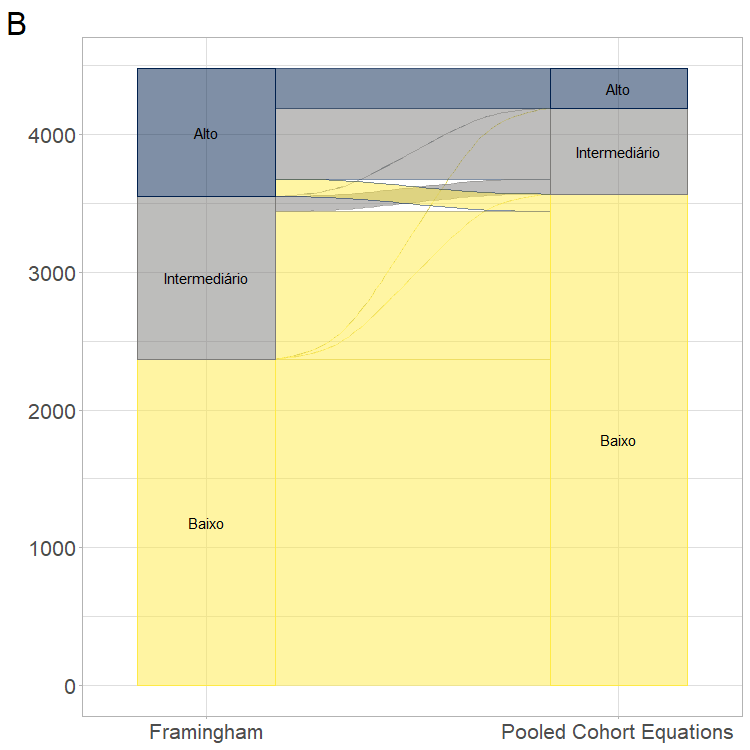 B
4000
3000
2000
1000
0
Alto
Intermediário
Baixo
Alto
Intermediário
Baixo
Framingham
Pooled Cohort Equations